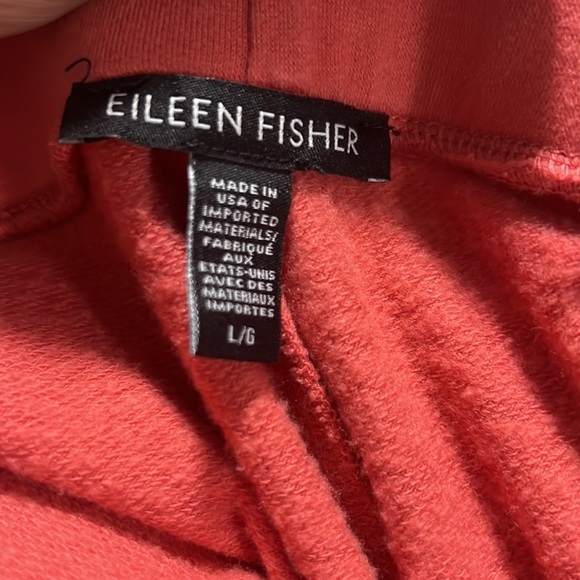 EILEEN FISHER
MADE IN
USA OF
IMPORTED
MATERIALS/
FABRIQUÉ
AUX
ETATS-UNIS
AVEC DES
MATERIAUX
IMPORTES
L/G